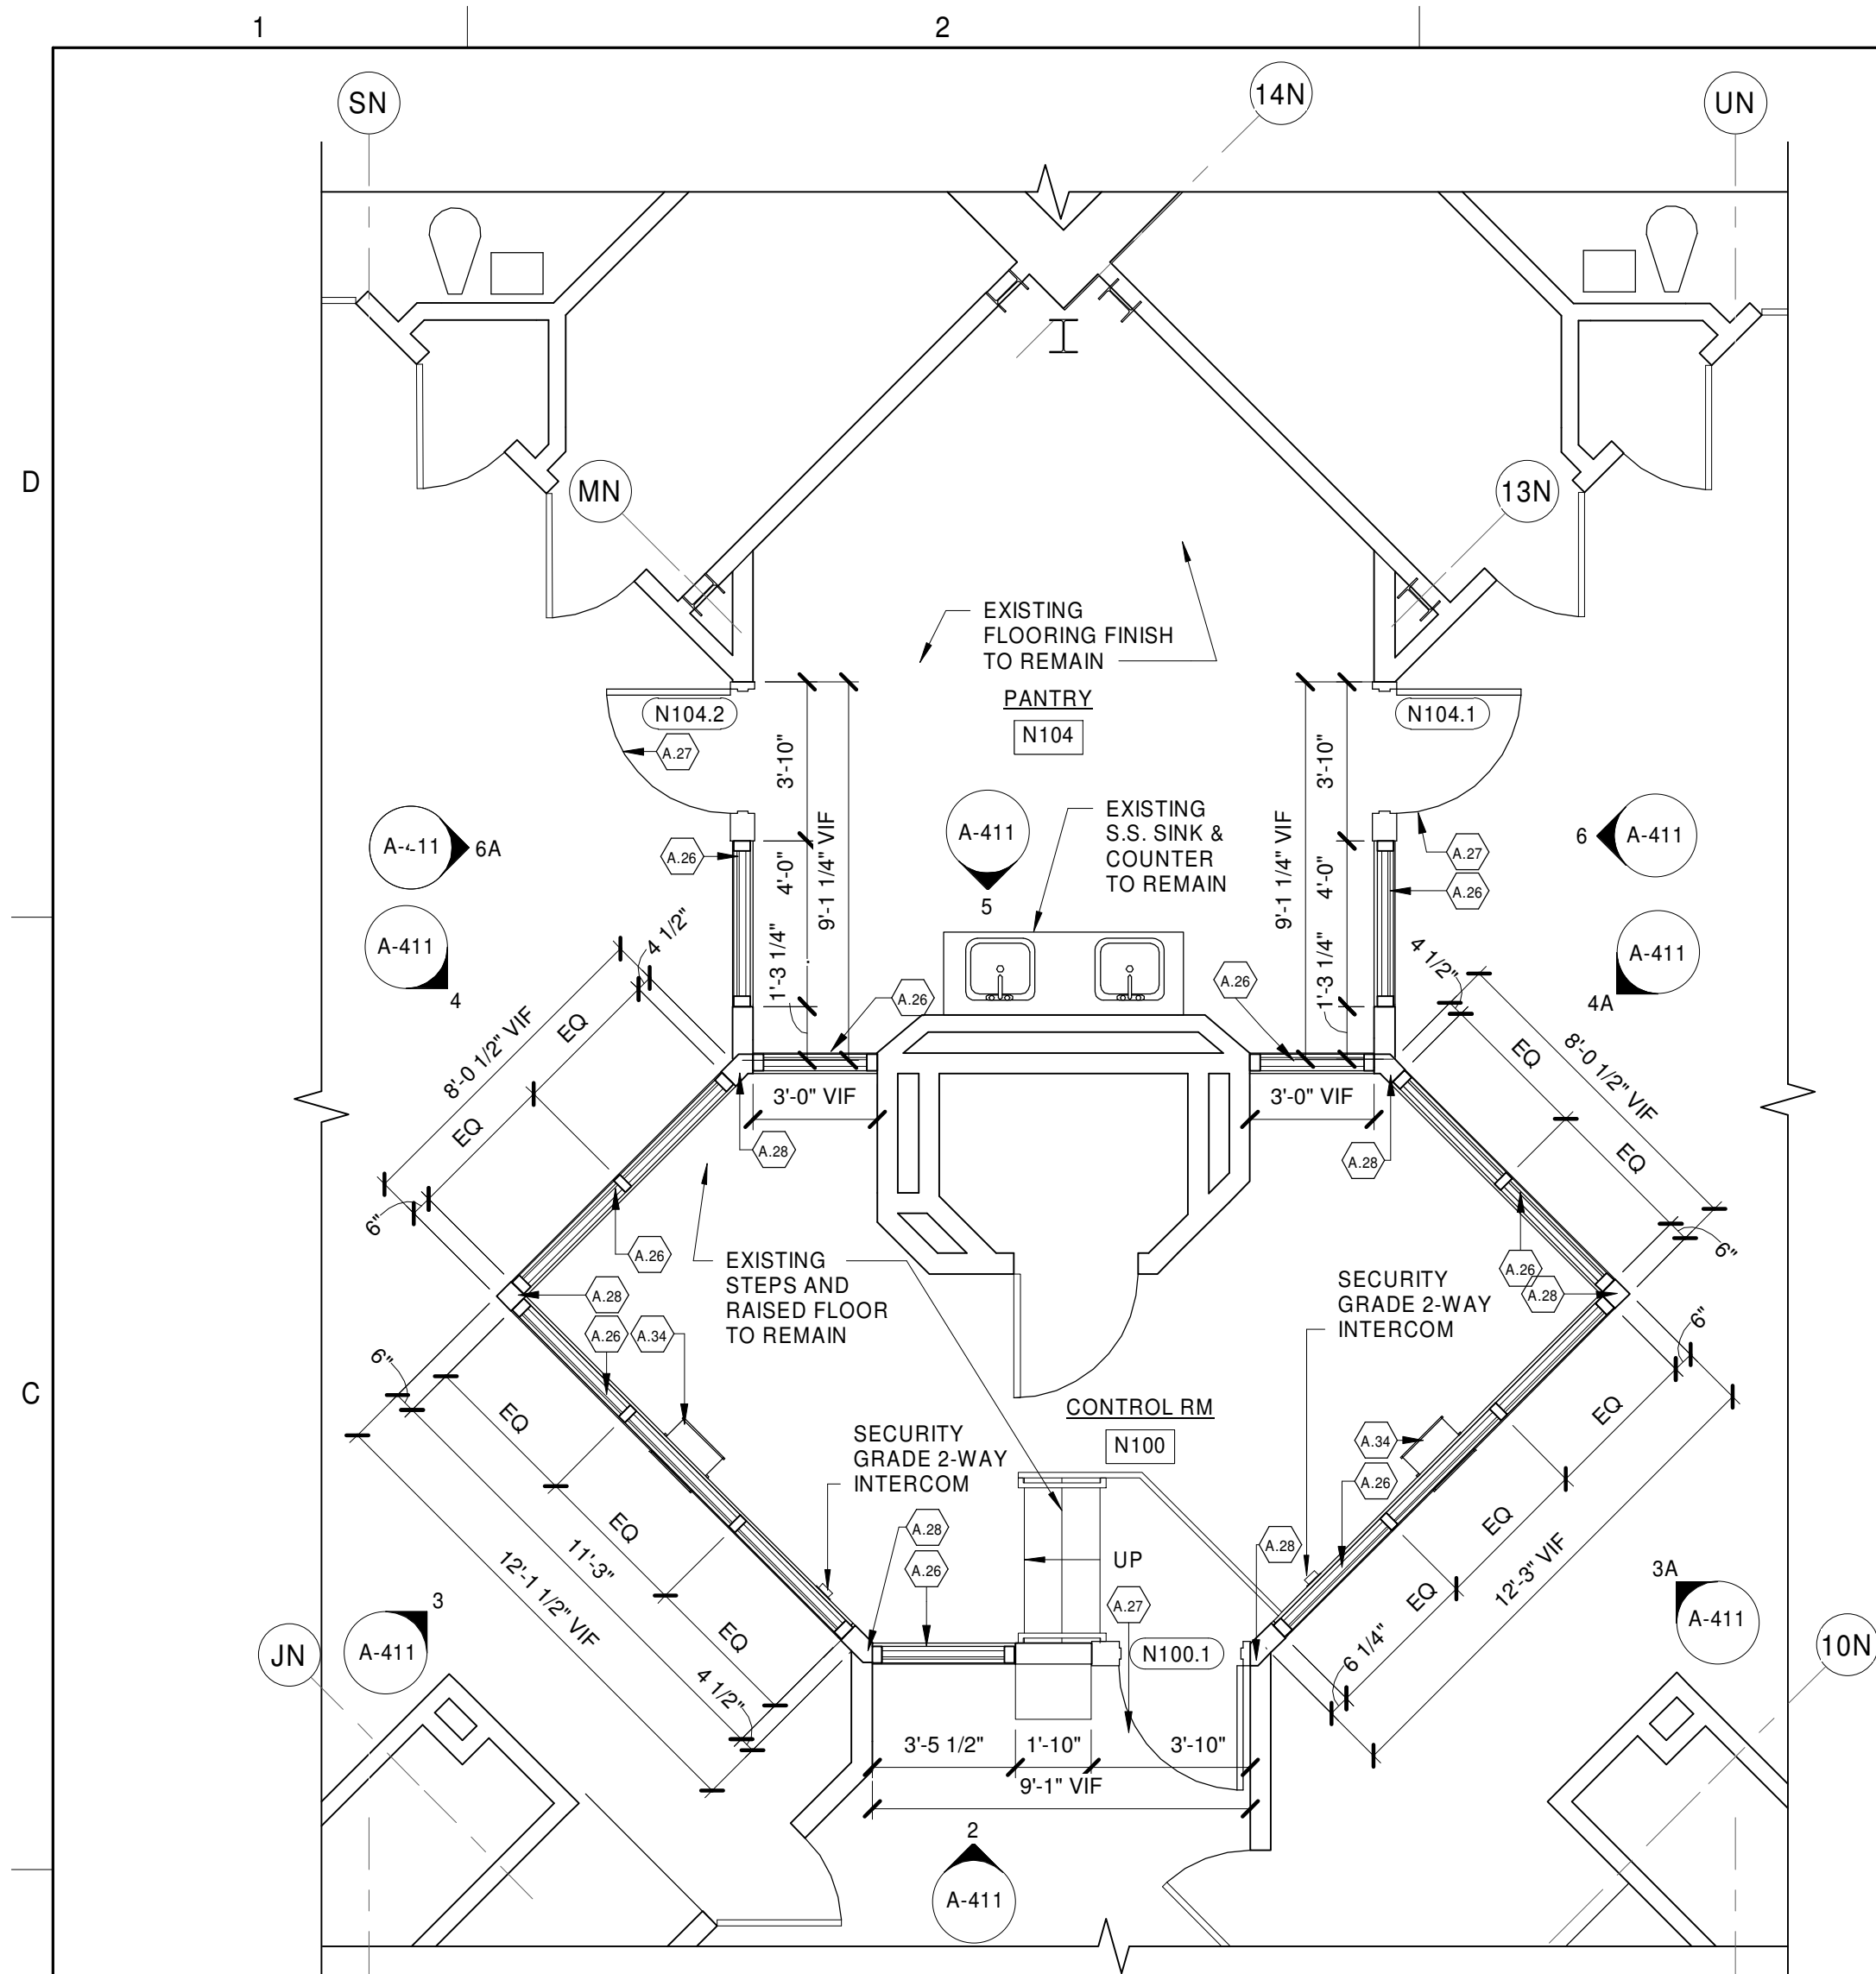 1
2
SN
14N
UN
D
MN
13N
EXISTING
FLOORING FINISH
TO REMAIN
PANTRY
N104
N104.2
N104.1
A.27
3'-10"
3'-10"
9'-1 1/4" VIF
9'-1 1/4" VIF
4'-0"
4'-0"
1'-3 1/4"
1'-3 1/4"
A-411
5
EXISTING
S.S. SINK &
COUNTER
TO REMAIN
6A
A.26
6
A-411
A.27
A.26
A-411
4
A-411
4A
4 1/2"
4 1/2"
8'-0 1/2" VIF
EQ
EQ
6"
8'-0 1/2" VIF
EQ
EQ
6"
A.26
A.26
3'-0" VIF
3'-0" VIF
A.28
A.28
A.26
A.26
A.28
A.28
A.26
A.34
EXISTING
STEPS AND
RAISED FLOOR
TO REMAIN
SECURITY
GRADE 2-WAY
INTERCOM
C
6"
EQ
EQ
EQ
11'-3"
12'-1 1/2" VIF
4 1/2"
6"
EQ
EQ
EQ
12'-3" VIF
6 1/4"
CONTROL RM
N100
SECURITY
GRADE 2-WAY
INTERCOM
A.34
A.26
A.28
A.26
A.28
UP
A.27
N100.1
3
A-411
3A
A-411
JN
10N
3'-5 1/2"
1'-10"
3'-10"
9'-1" VIF
2
A-411